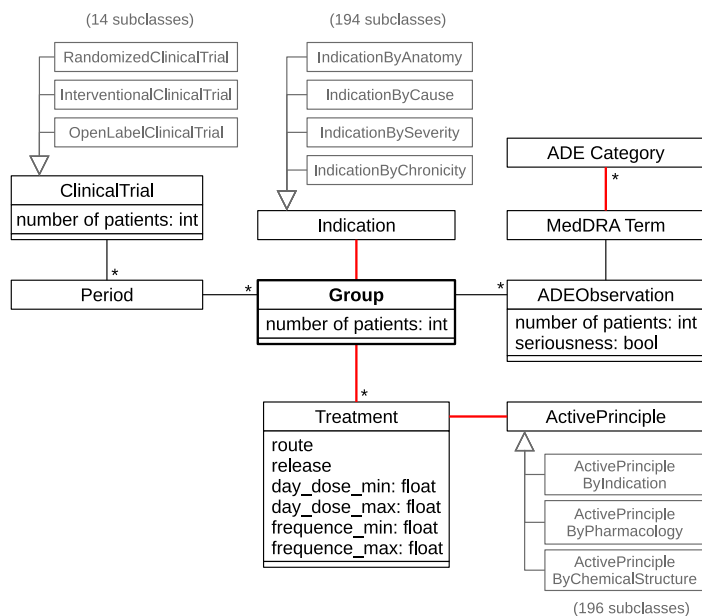 (14 subclasses)
RandomizedClinicalTrial
InterventionalClinicalTrial
OpenLabelClinicalTrial
ClinicalTrial
number of patients: int
*
Period
(194 subclasses)
IndicationByAnatomy
IndicationByCause
IndicationBySeverity
IndicationByChronicity
Indication
*
Group
number of patients: int
*
Treatment
route
release
day_dose_min: float
day_dose_max: float
frequence_min: float
frequence_max: float
ADE Category
*
MedDRA Term
*
ADEObservation
number of patients: int
seriousness: bool
ActivePrinciple
ActivePrinciple
ByIndication
ActivePrinciple
ByPharmacology
ActivePrinciple
ByChemicalStructure
(196 subclasses)